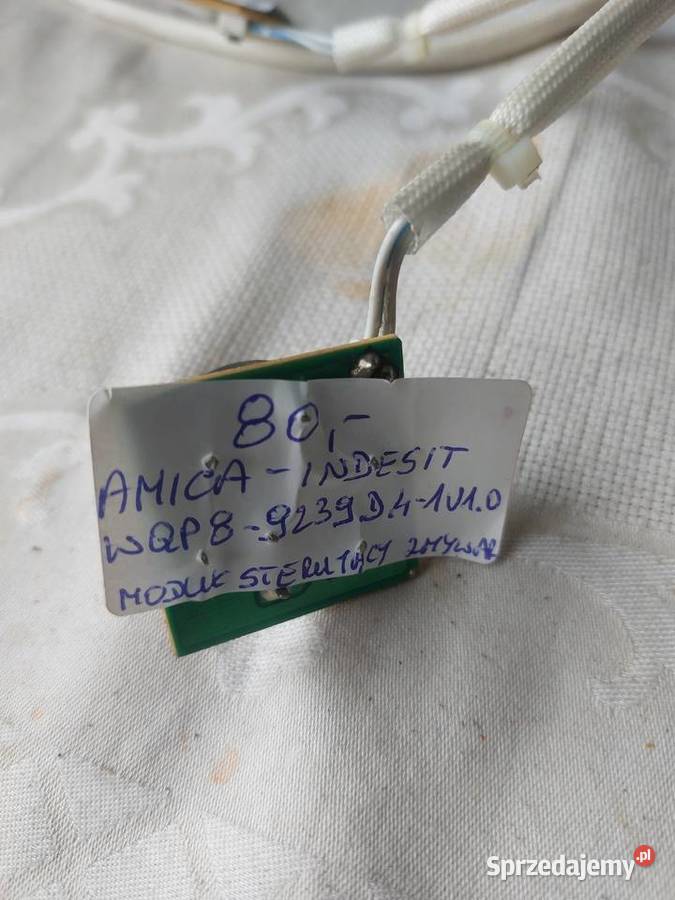 80,-
AMICA - INDESIT
WQP8-9239D.4-1V1.0
MODUŁ STERUJĄCY ZMYWAR
Sprzedajemy.pl